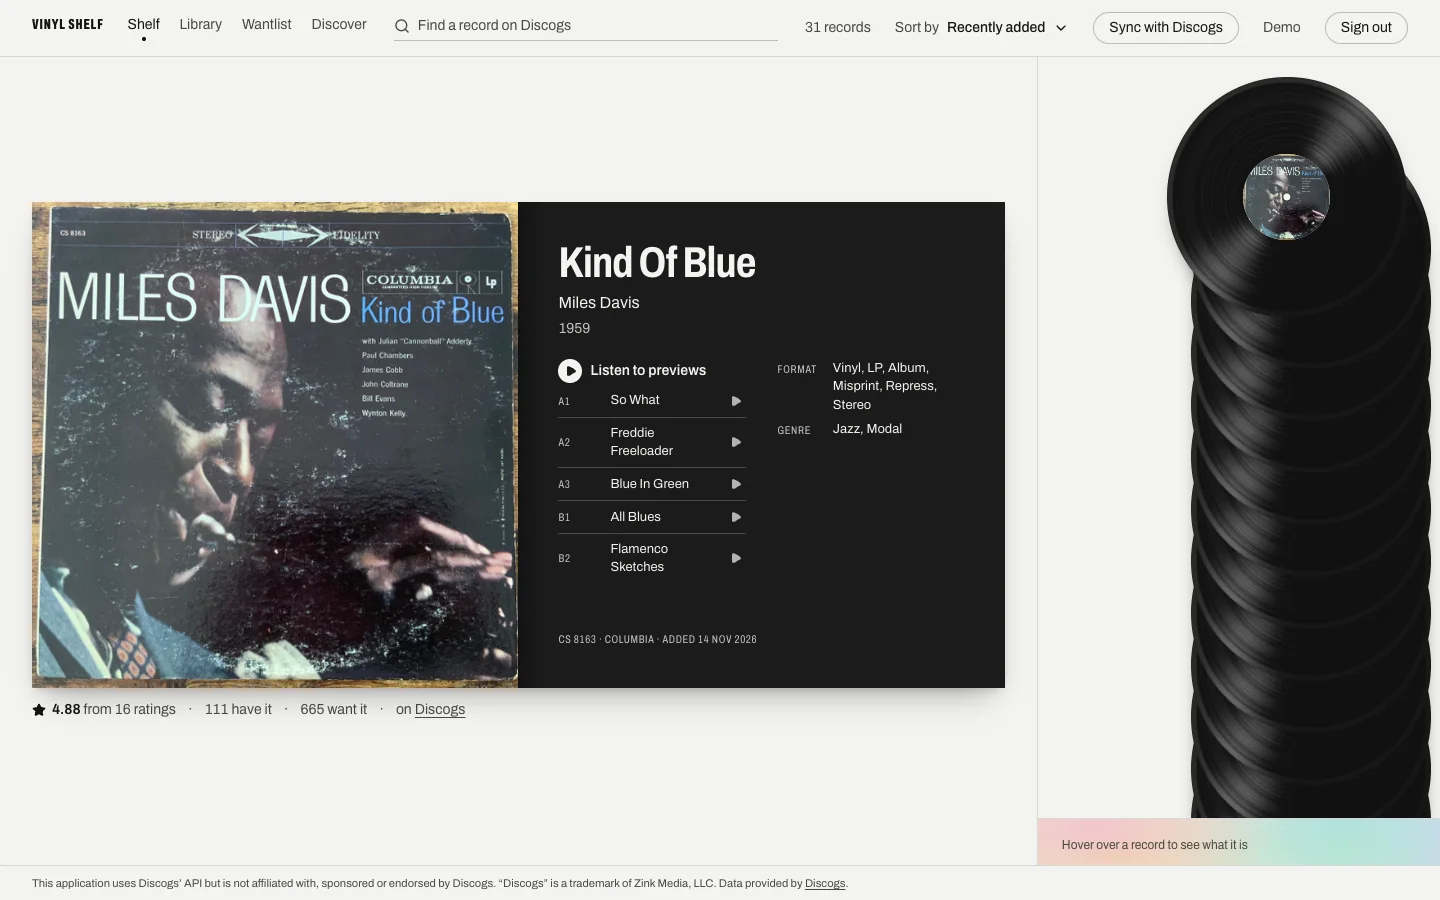 VINYL SHELF
Shelf
Library
Wantlist
Discover
Find a record on Discogs
31 records
Sort by Recently added
Sync with Discogs
Demo
Sign out
CS 8163
STEREO FIDELITY
MILES DAVIS
COLUMBIA
Lp
Kind of Blue
with Julian "Cannonball" Adderly
Paul Chambers
James Cobb
John Coltrane
Bill Evans
Wynton Kelly
Kind Of Blue
Miles Davis
1959
Listen to previews
A1 So What
A2 Freddie
Freeloader
A3 Blue In Green
B1 All Blues
B2 Flamenco
Sketches
FORMAT Vinyl, LP, Album,
Misprint, Repress,
Stereo
GENRE Jazz, Modal
CS 8163 · COLUMBIA · ADDED 14 NOV 2026
4.88 from 16 ratings · 111 have it · 665 want it · on Discogs
MILES DAVIS
Hover over a record to see what it is
This application uses Discogs’ API but is not affiliated with, sponsored or endorsed by Discogs. “Discogs” is a trademark of Zink Media, LLC. Data provided by Discogs.